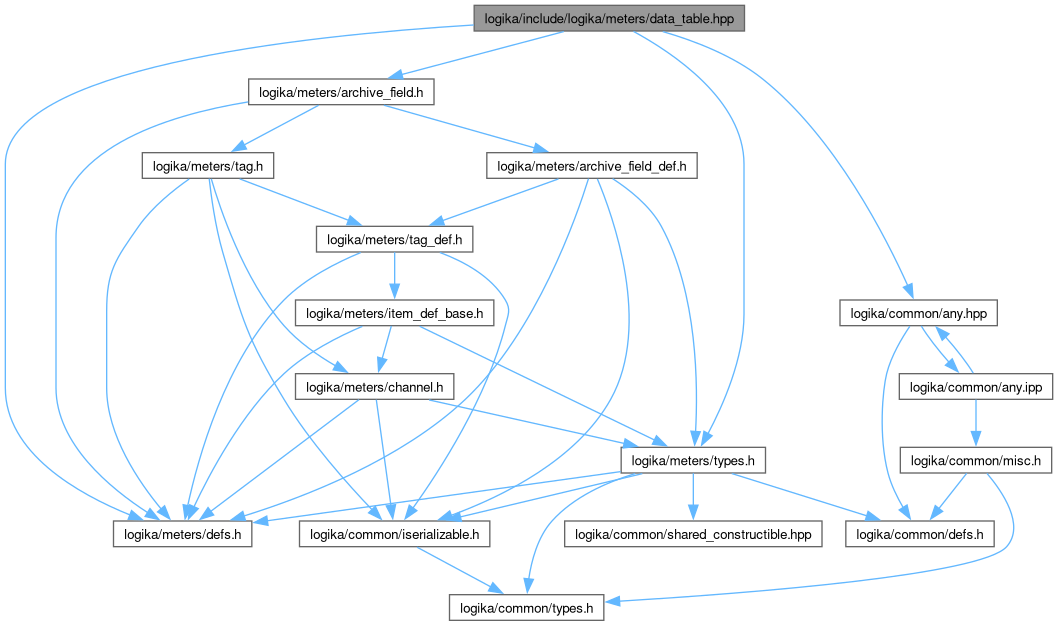 logika/include/logika/meters/data_table.hpp
logika/meters/archive_field.h
logika/meters/tag.h
logika/meters/archive_field_def.h
logika/meters/tag_def.h
logika/meters/item_def_base.h
logika/common/any.hpp
logika/meters/channel.h
logika/common/any.ipp
logika/meters/types.h
logika/common/misc.h
logika/meters/defs.h
logika/common/iserializable.h
logika/common/shared_constructible.hpp
logika/common/defs.h
logika/common/types.h